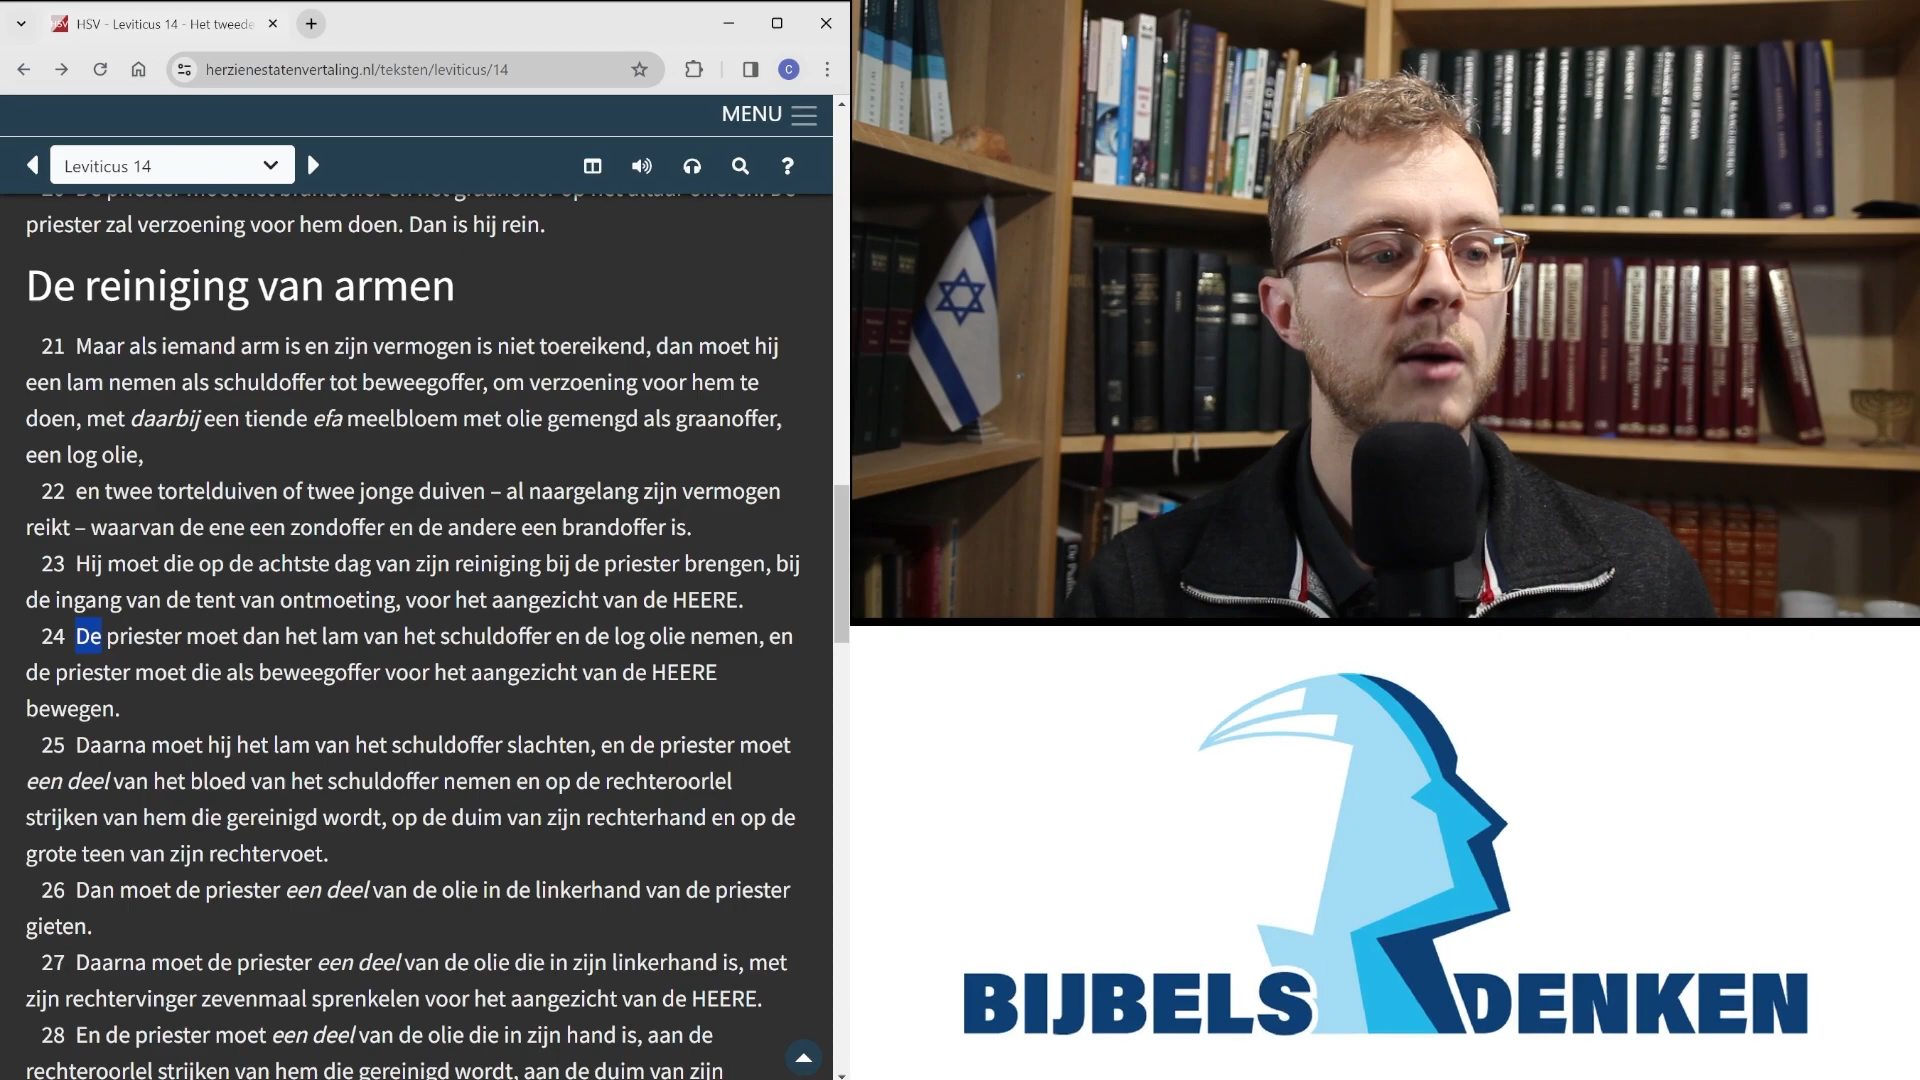 HSV - Leviticus 14 - Het tweede
herzienestatenvertaling.nl/teksten/leviticus/14
C
MENU
Leviticus 14
priester zal verzoening voor hem doen. Dan is hij rein.
De reiniging van armen
21 Maar als iemand arm is en zijn vermogen is niet toereikend, dan moet hij
een lam nemen als schuldoffer tot beweegoffer, om verzoening voor hem te
doen, met daarbij een tiende efa meelbloem met olie gemengd als graanoffer,
een log olie,
22 en twee tortelduiven of twee jonge duiven – al naargelang zijn vermogen
reikt – waarvan de ene een zondoffer en de andere een brandoffer is.
23 Hij moet die op de achtste dag van zijn reiniging bij de priester brengen, bij
de ingang van de tent van ontmoeting, voor het aangezicht van de HEERE.
24 De priester moet dan het lam van het schuldoffer en de log olie nemen, en
de priester moet die als beweegoffer voor het aangezicht van de HEERE
bewegen.
25 Daarna moet hij het lam van het schuldoffer slachten, en de priester moet
een deel van het bloed van het schuldoffer nemen en op de rechteroorlel
strijken van hem die gereinigd wordt, op de duim van zijn rechterhand en op de
grote teen van zijn rechtervoet.
26 Dan moet de priester een deel van de olie in de linkerhand van de priester
gieten.
27 Daarna moet de priester een deel van de olie die in zijn linkerhand is, met
zijn rechtervinger zevenmaal sprenkelen voor het aangezicht van de HEERE.
28 En de priester moet een deel van de olie die in zijn hand is, aan de
rechteroorlel strijken van hem die gereinigd wordt, aan de duim van zijn
GOSPEL
BIJBELS DENKEN